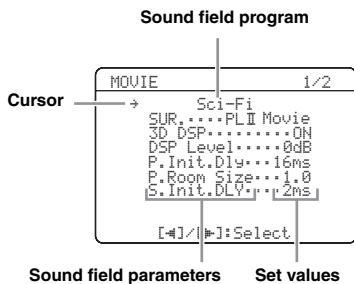 Sound field program
MOVIE 1/2
Cursor
→ Sci-Fi
SUR.····PLⅡ Movie
3D DSP·········ON
DSP Level·····0dB
P.Init.Dly···16ms
P.Room Size···1.0
S.Init.DLY····2ms
[◀]/[▶]:Select
Sound field parameters Set values